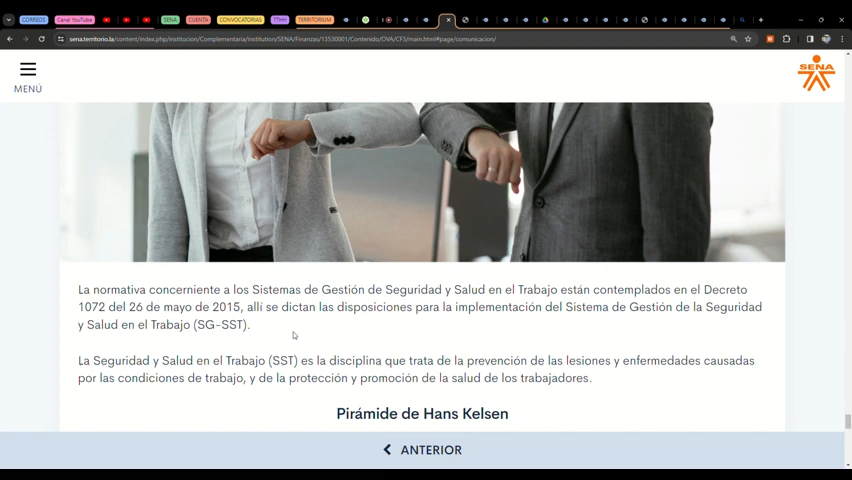 CORREOS
Canal YouTube
SENA
CUENTA
CONVOCATORIAS
TTHH
TERRITORIUM
sena.territorio.la/content/index.php/institucion/Complementaria/institution/SENA/Finanzas/13530001/Contenido/OVA/CF3/main.html#page/comunicacion/
MENÚ
SENA
La normativa concerniente a los Sistemas de Gestión de Seguridad y Salud en el Trabajo están contemplados en el Decreto
1072 del 26 de mayo de 2015, allí se dictan las disposiciones para la implementación del Sistema de Gestión de la Seguridad
y Salud en el Trabajo (SG-SST).
La Seguridad y Salud en el Trabajo (SST) es la disciplina que trata de la prevención de las lesiones y enfermedades causadas
por las condiciones de trabajo, y de la protección y promoción de la salud de los trabajadores.
Pirámide de Hans Kelsen
ANTERIOR